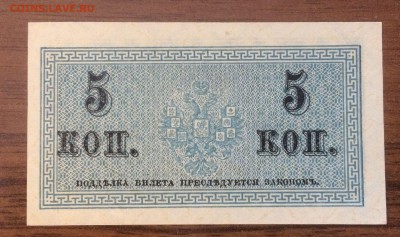 COINS.LAVE.RU
5 5
КОП. КОП.
ПОДДѢЛКА БИЛЕТА ПРЕСЛѢДУЕТСЯ ЗАКОНОМЪ.